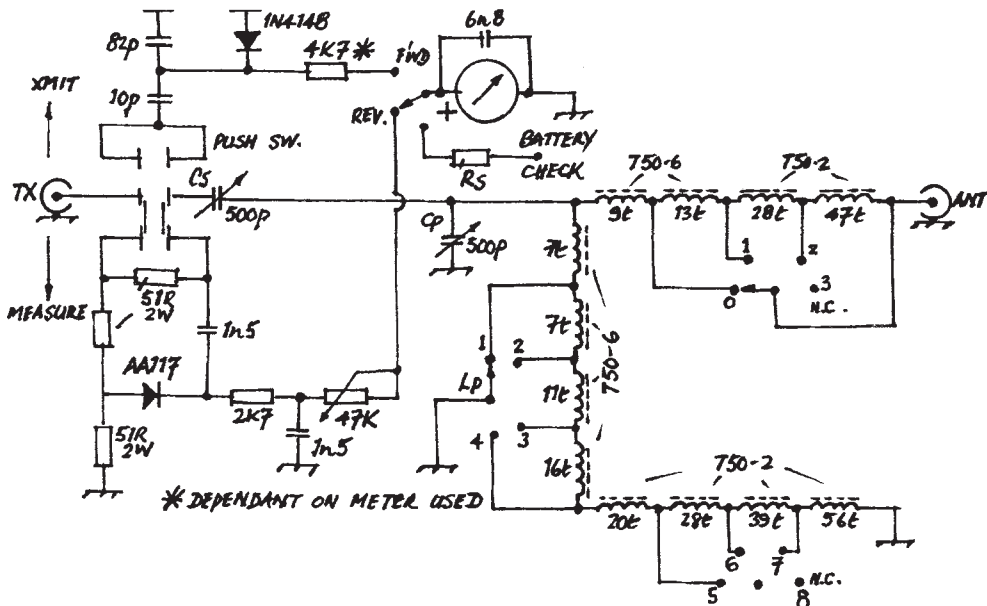 1N4148
6n8
82p
4K7 *
FWD
XMIT
10p
REV.
+
PUSH SW.
BATTERY
CHECK
RS
T50-6
T50-2
TX
CS
500p
ANT
9t
13t
28t
47t
Cp
500p
7t
1
2
0
3
N.C.
51R
2W
MEASURE
1n5
7t
1
2
T50-6
AA117
Lp
11t
2K7
47K
4
3
51R
2W
1n5
16t
T50-2
* DEPENDANT ON METER USED
20t
28t
39t
56t
6
7
5
8
N.C.